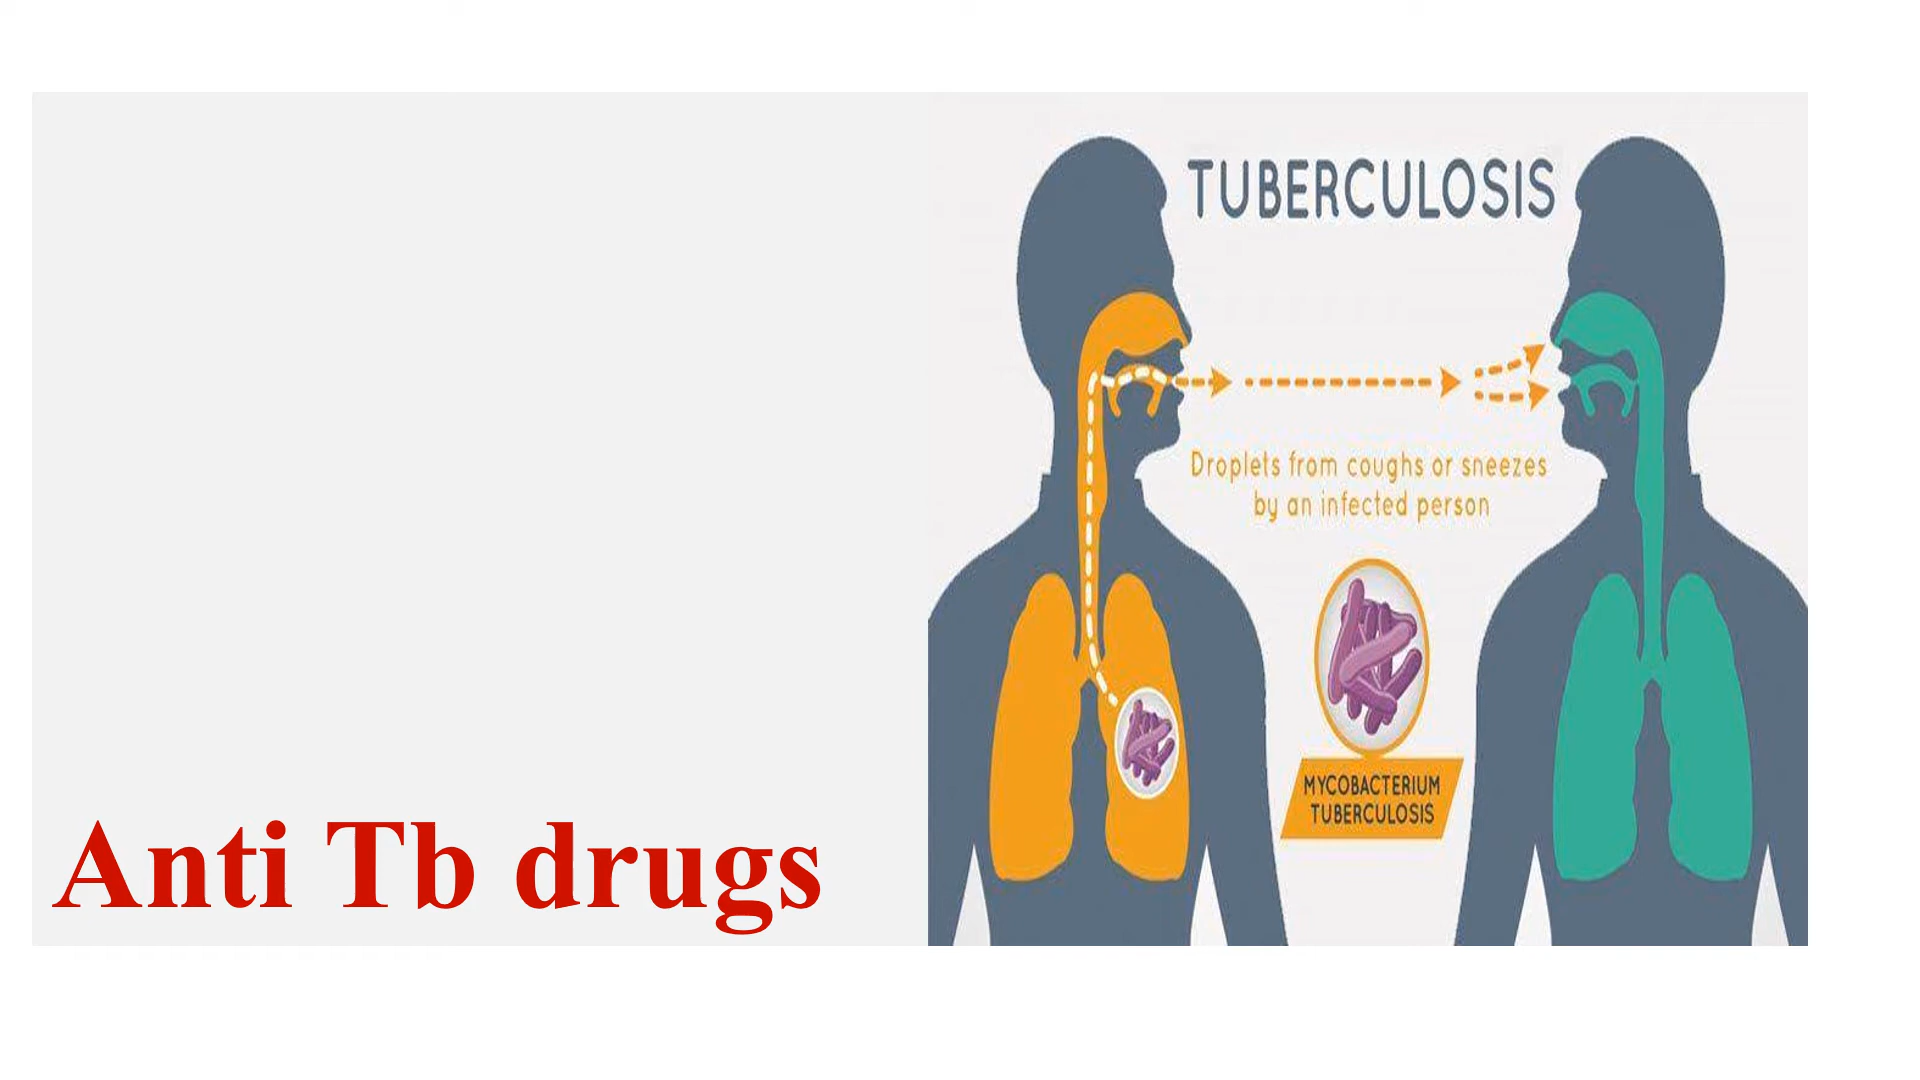 Anti Tb drugs
TUBERCULOSIS
Droplets from coughs or sneezes
by an infected person
MYCOBACTERIUM
TUBERCULOSIS